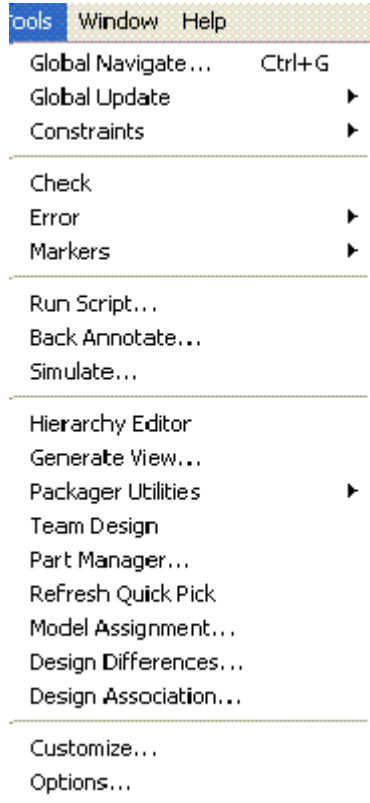 Tools Window Help
Global Navigate... Ctrl+G
Global Update
Constraints
Check
Error
Markers
Run Script...
Back Annotate...
Simulate...
Hierarchy Editor
Generate View...
Packager Utilities
Team Design
Part Manager...
Refresh Quick Pick
Model Assignment...
Design Differences...
Design Association...
Customize...
Options...